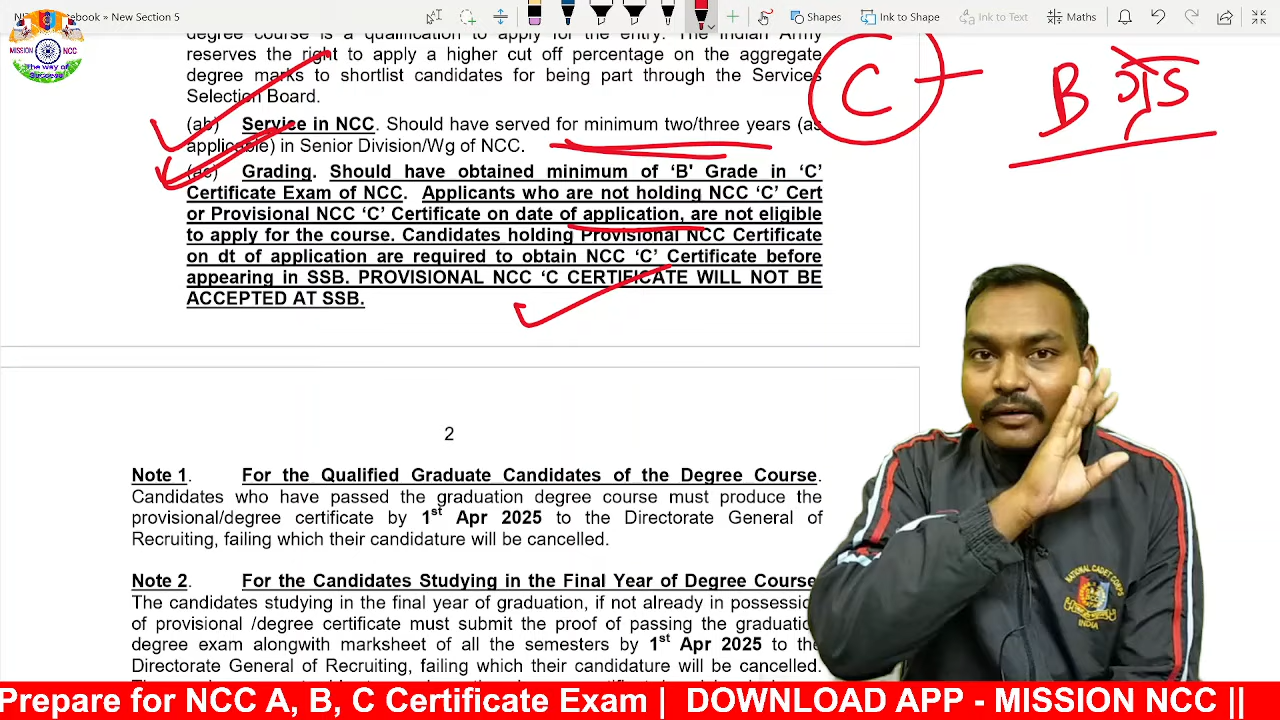 ebook » New Section 5
Shapes
Ink to Shape
Ink to Text
Maths
MISSION
NCC
The way of
Success
degree course is a qualification to apply for the entry. The Indian Army
reserves the right to apply a higher cut off percentage on the aggregate
degree marks to shortlist candidates for being part through the Services
Selection Board.
(ab) Service in NCC. Should have served for minimum two/three years (as
applicable) in Senior Division/Wg of NCC.
(ac) Grading. Should have obtained minimum of ‘B' Grade in ‘C’
Certificate Exam of NCC. Applicants who are not holding NCC ‘C’ Cert
or Provisional NCC ‘C’ Certificate on date of application, are not eligible
to apply for the course. Candidates holding Provisional NCC Certificate
on dt of application are required to obtain NCC ‘C’ Certificate before
appearing in SSB. PROVISIONAL NCC ‘C CERTIFICATE WILL NOT BE
ACCEPTED AT SSB.
C
B
2
Note 1. For the Qualified Graduate Candidates of the Degree Course.
Candidates who have passed the graduation degree course must produce the
provisional/degree certificate by 1st Apr 2025 to the Directorate General of
Recruiting, failing which their candidature will be cancelled.
Note 2. For the Candidates Studying in the Final Year of Degree Course
The candidates studying in the final year of graduation, if not already in possessio
of provisional /degree certificate must submit the proof of passing the graduatio
degree exam alongwith marksheet of all the semesters by 1st Apr 2025 to the
Directorate General of Recruiting, failing which their candidature will be cancelled.
NATIONAL CADET CORPS
NCC
INDIA
Prepare for NCC A, B, C Certificate Exam | DOWNLOAD APP - MISSION NCC ||